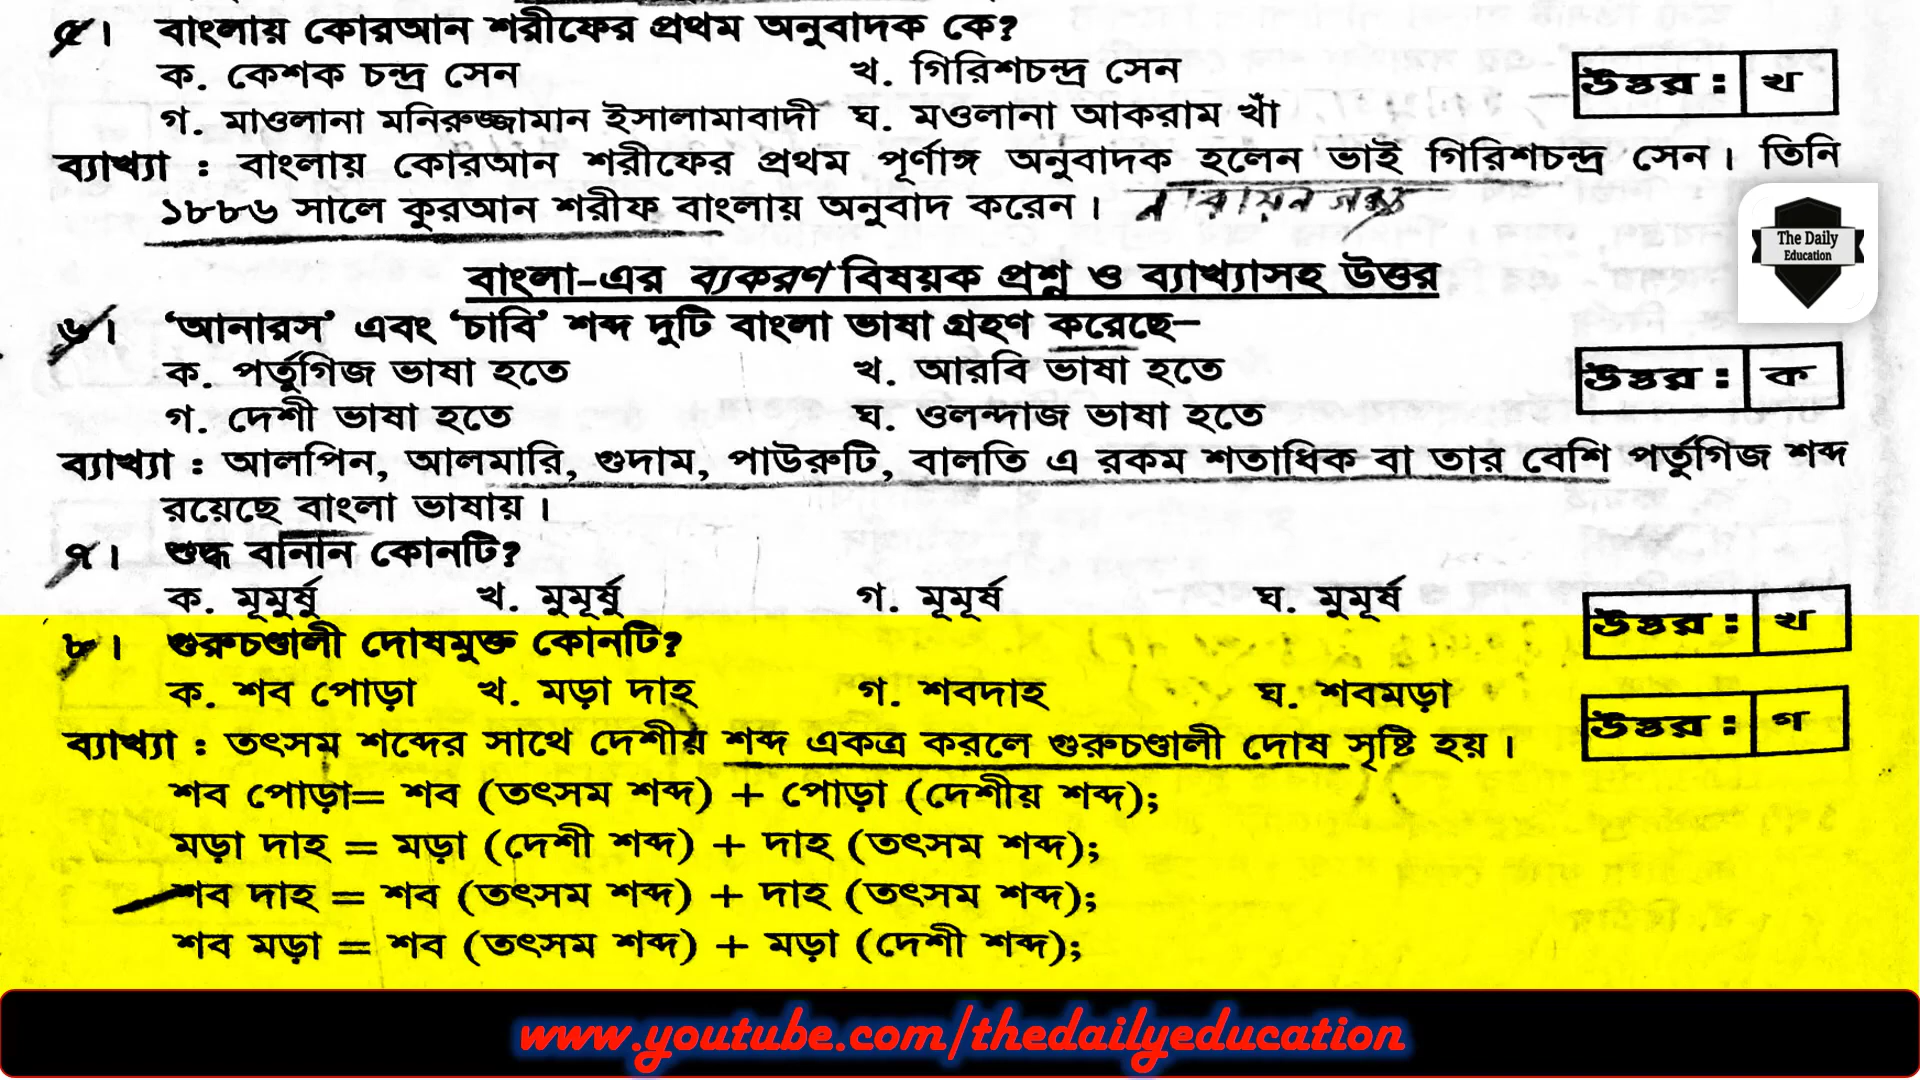 ৫। বাংলায় কোরআন শরীফের প্রথম অনুবাদক কে?
ক. কেশক চন্দ্র সেন খ. গিরিশচন্দ্র সেন
উত্তর : খ
গ. মাওলানা মনিরুজ্জামান ইসালামাবাদী ঘ. মওলানা আকরাম খাঁ
ব্যাখ্যা : বাংলায় কোরআন শরীফের প্রথম পূর্ণাঙ্গ অনুবাদক হলেন ভাই গিরিশচন্দ্র সেন। তিনি
১৮৮৬ সালে কুরআন শরীফ বাংলায় অনুবাদ করেন।
The Daily
Education
বাংলা-এর ব্যকরণ বিষয়ক প্রশ্ন ও ব্যাখ্যাসহ উত্তর
৬। ‘আনারস’ এবং ‘চাবি’ শব্দ দুটি বাংলা ভাষা গ্রহণ করেছে–
ক. পর্তুগিজ ভাষা হতে খ. আরবি ভাষা হতে
উত্তর : ক
গ. দেশী ভাষা হতে ঘ. ওলন্দাজ ভাষা হতে
ব্যাখ্যা : আলপিন, আলমারি, গুদাম, পাউরুটি, বালতি এ রকম শতাধিক বা তার বেশি পর্তুগিজ শব্দ
রয়েছে বাংলা ভাষায়।
৭। শুদ্ধ বানান কোনটি?
ক. মূমুর্ষু খ. মুমূর্ষু গ. মূমূর্ষ ঘ. মুমূর্ষ
উত্তর : খ
৮। গুরুচণ্ডালী দোষমুক্ত কোনটি?
ক. শব পোড়া খ. মড়া দাহ গ. শবদাহ ঘ. শবমড়া
উত্তর : গ
ব্যাখ্যা : তৎসম শব্দের সাথে দেশীয় শব্দ একত্র করলে গুরুচণ্ডালী দোষ সৃষ্টি হয়।
শব পোড়া= শব (তৎসম শব্দ) + পোড়া (দেশীয় শব্দ);
মড়া দাহ = মড়া (দেশী শব্দ) + দাহ (তৎসম শব্দ);
শব দাহ = শব (তৎসম শব্দ) + দাহ (তৎসম শব্দ);
শব মড়া = শব (তৎসম শব্দ) + মড়া (দেশী শব্দ);
www.youtube.com/thedailyeducation